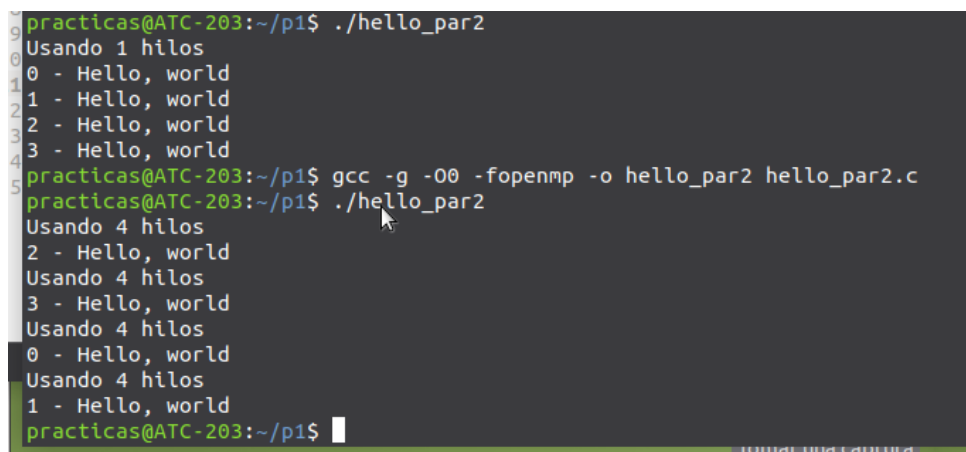 practicas@ATC-203:~/p1$ ./hello_par2
Usando 1 hilos
0 - Hello, world
1 - Hello, world
2 - Hello, world
3 - Hello, world
practicas@ATC-203:~/p1$ gcc -g -O0 -fopenmp -o hello_par2 hello_par2.c
practicas@ATC-203:~/p1$ ./hello_par2
Usando 4 hilos
2 - Hello, world
Usando 4 hilos
3 - Hello, world
Usando 4 hilos
0 - Hello, world
Usando 4 hilos
1 - Hello, world
practicas@ATC-203:~/p1$